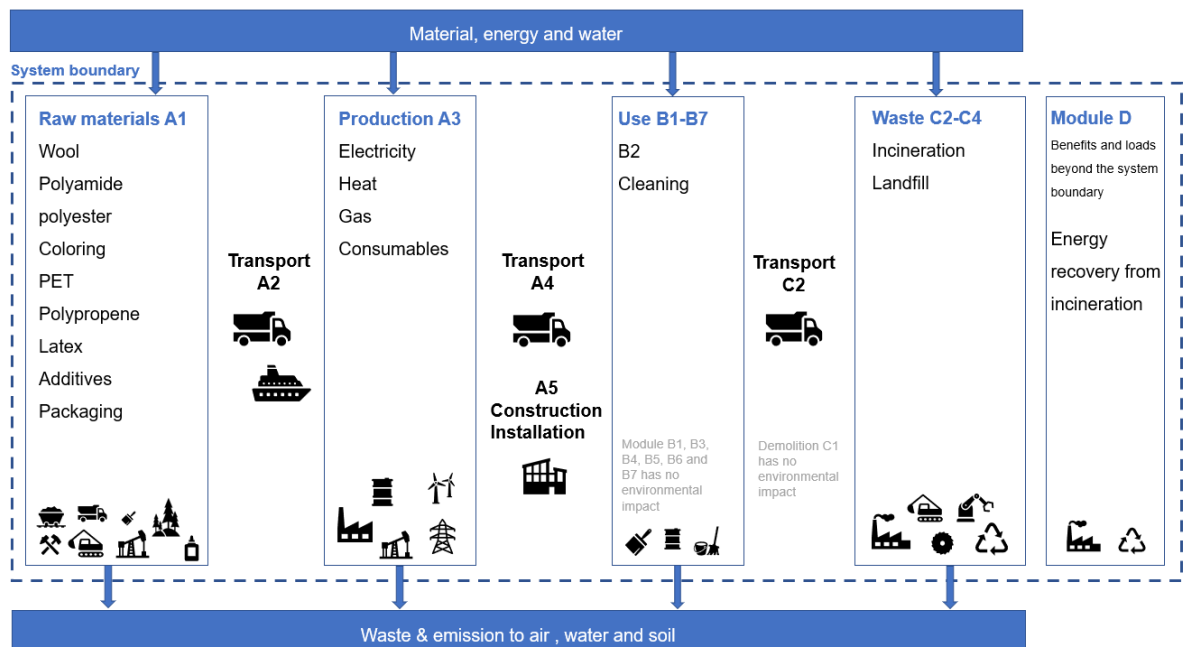 Material, energy and water
System boundary
Raw materials A1
Wool
Polyamide
polyester
Coloring
PET
Polypropene
Latex
Additives
Packaging
Transport
A2
Production A3
Electricity
Heat
Gas
Consumables
Transport
A4
A5
Construction
Installation
Use B1-B7
B2
Cleaning
Module B1, B3,
B4, B5, B6 and
B7 has no
environmental
impact
Transport
C2
Demolition C1
has no
environmental
impact
Waste C2-C4
Incineration
Landfill
Module D
Benefits and loads
beyond the system
boundary
Energy
recovery from
incineration
Waste & emission to air , water and soil